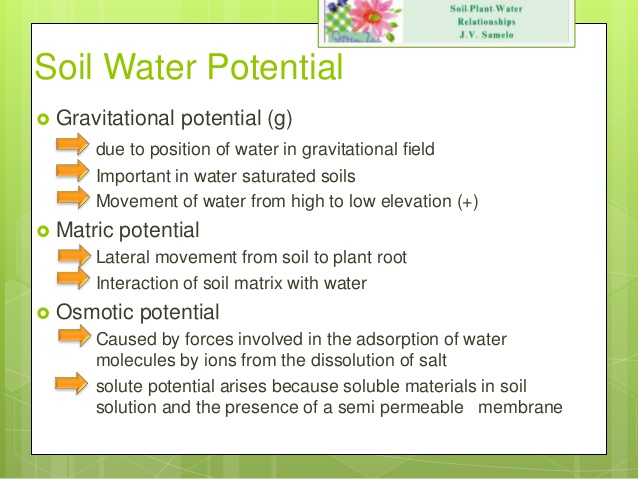 Soil-Plant-Water
Relationships
J.V. Samelo
Soil Water Potential
Gravitational potential (g)
due to position of water in gravitational field
Important in water saturated soils
Movement of water from high to low elevation (+)
Matric potential
Lateral movement from soil to plant root
Interaction of soil matrix with water
Osmotic potential
Caused by forces involved in the adsorption of water
molecules by ions from the dissolution of salt
solute potential arises because soluble materials in soil
solution and the presence of a semi permeable membrane